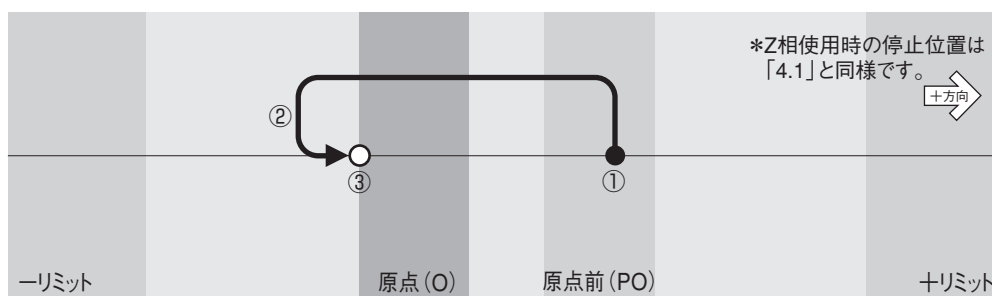 *Z相使用時の停止位置は
「4.1」と同様です。
+方向
②
③
①
-リミット
原点(O)
原点前(PO)
+リミット